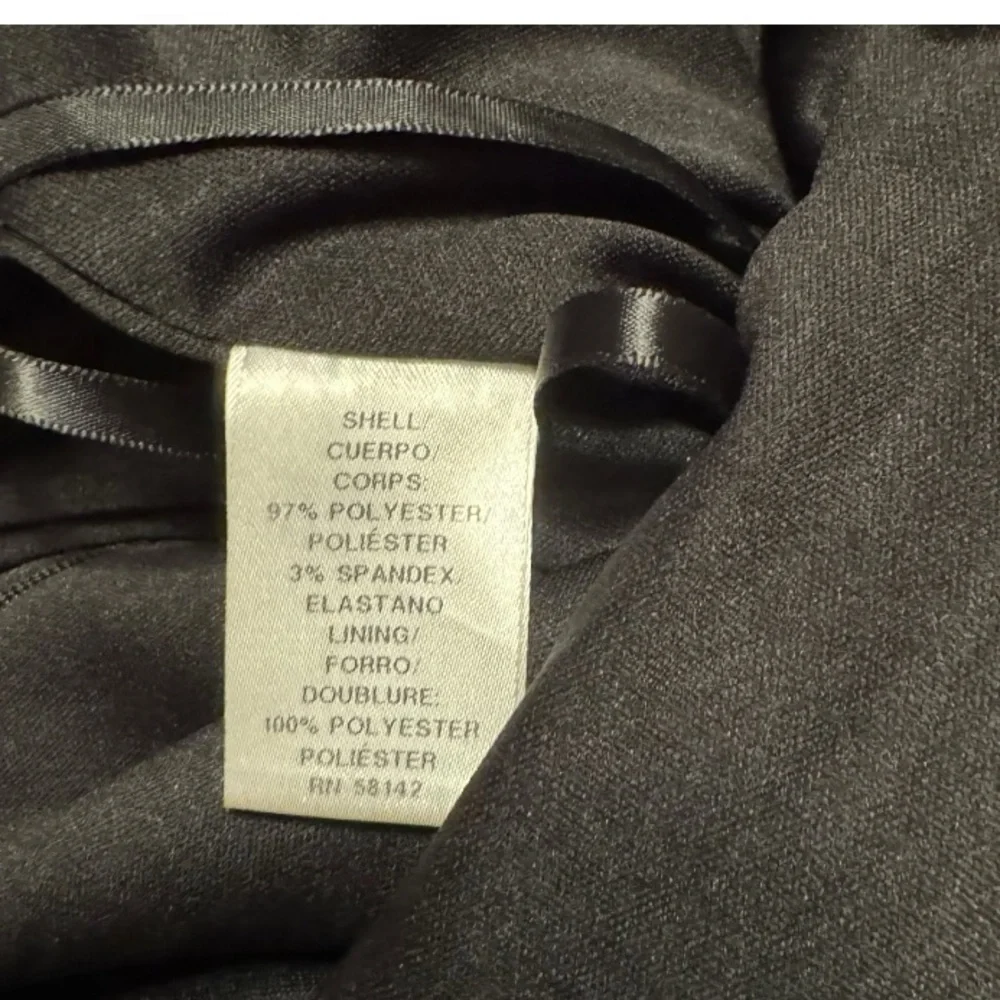 SHELL/
CUERPO/
CORPS:
97% POLYESTER/
POLIÉSTER
3% SPANDEX/
ELASTANO
LINING/
FORRO/
DOUBLURE:
100% POLYESTER
POLIÉSTER
RN 58142